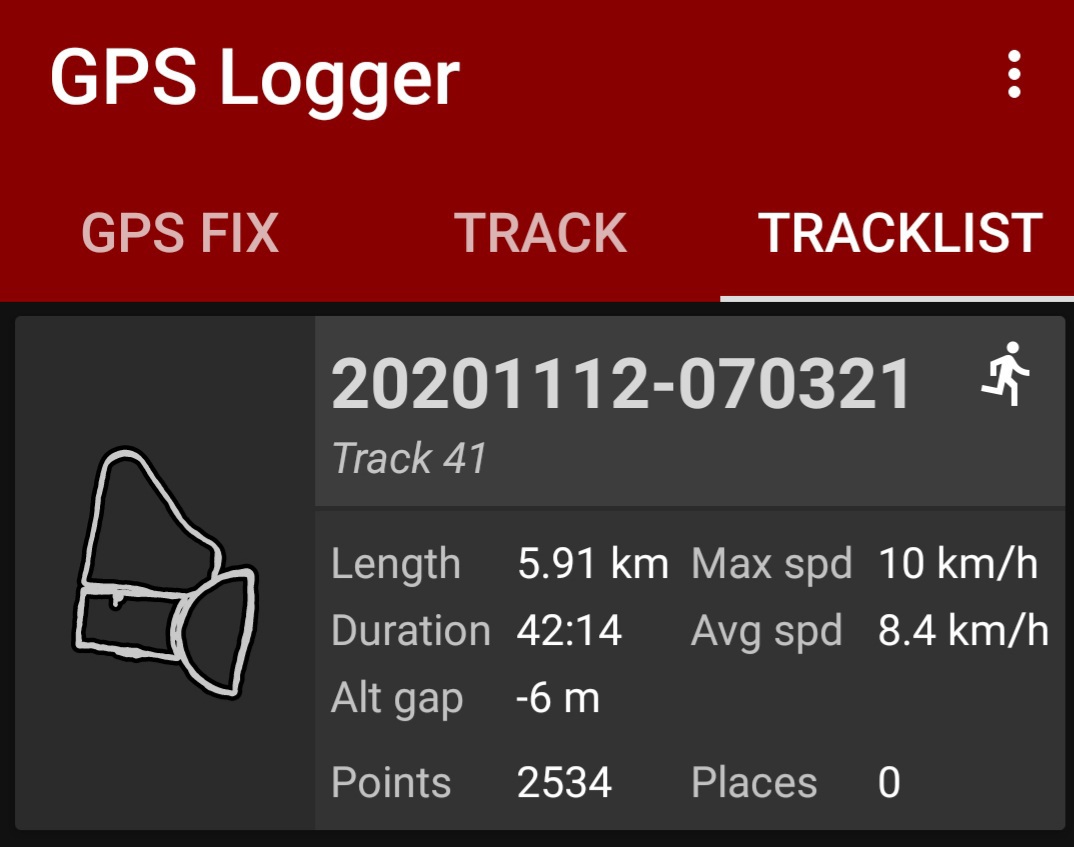 GPS Logger
GPS FIX TRACK TRACKLIST
20201112-070321
Track 41
Length 5.91 km Max spd 10 km/h
Duration 42:14 Avg spd 8.4 km/h
Alt gap -6 m
Points 2534 Places 0